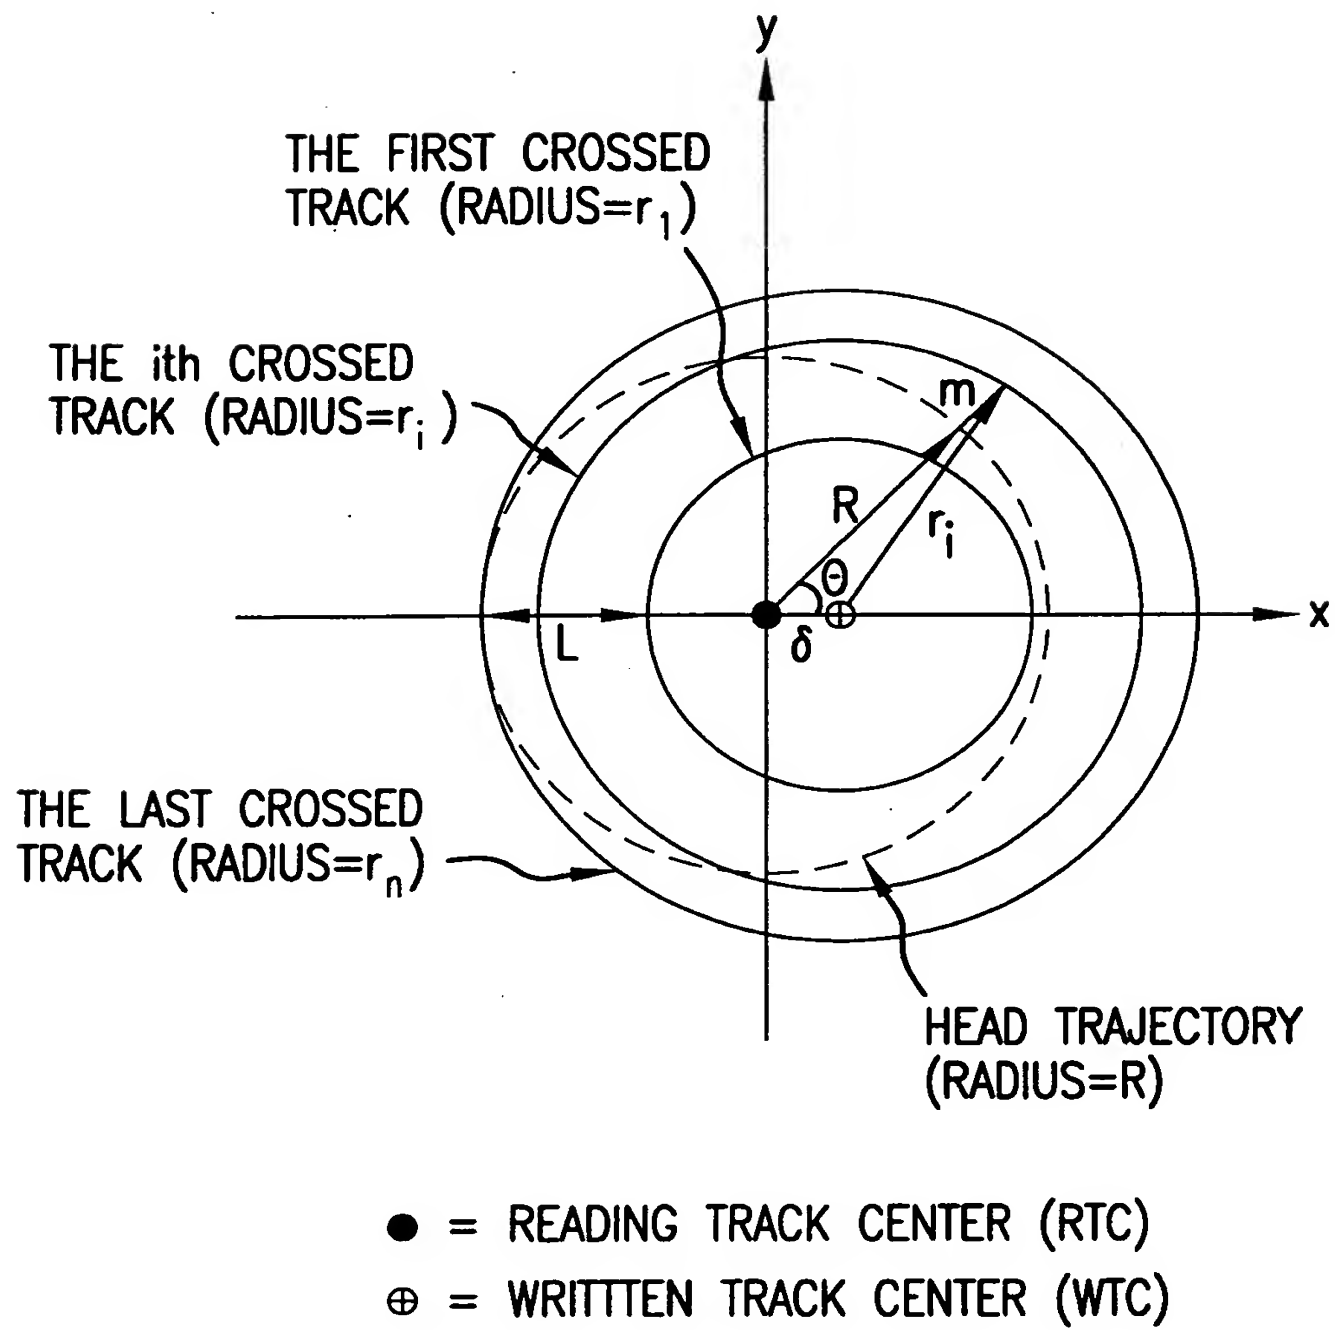 y
THE FIRST CROSSED
TRACK (RADIUS=r₁)
THE ith CROSSED
TRACK (RADIUS=rᵢ)
m
R
rᵢ
θ
x
L
δ
THE LAST CROSSED
TRACK (RADIUS=rₙ)
HEAD TRAJECTORY
(RADIUS=R)
● = READING TRACK CENTER (RTC)
⊕ = WRITTTEN TRACK CENTER (WTC)